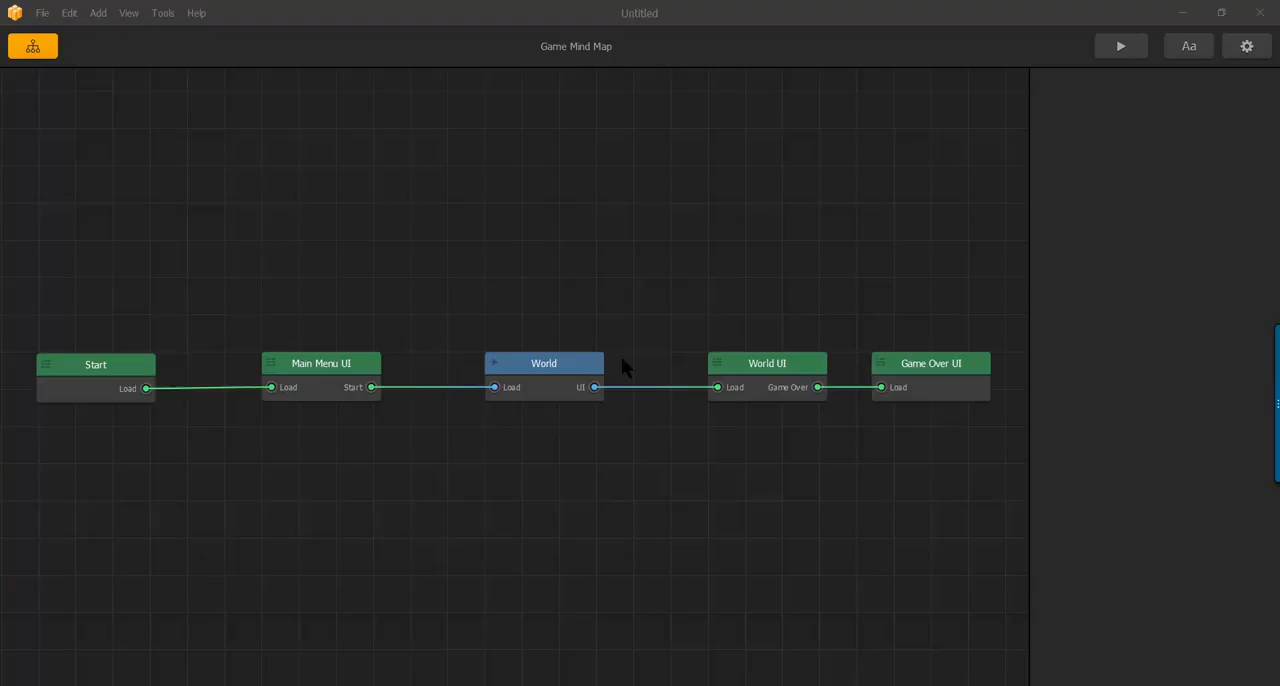 File Edit Add View Tools Help Untitled
Game Mind Map Aa
Start Main Menu UI World World UI Game Over UI
Load Load Start Load UI Load Game Over Load